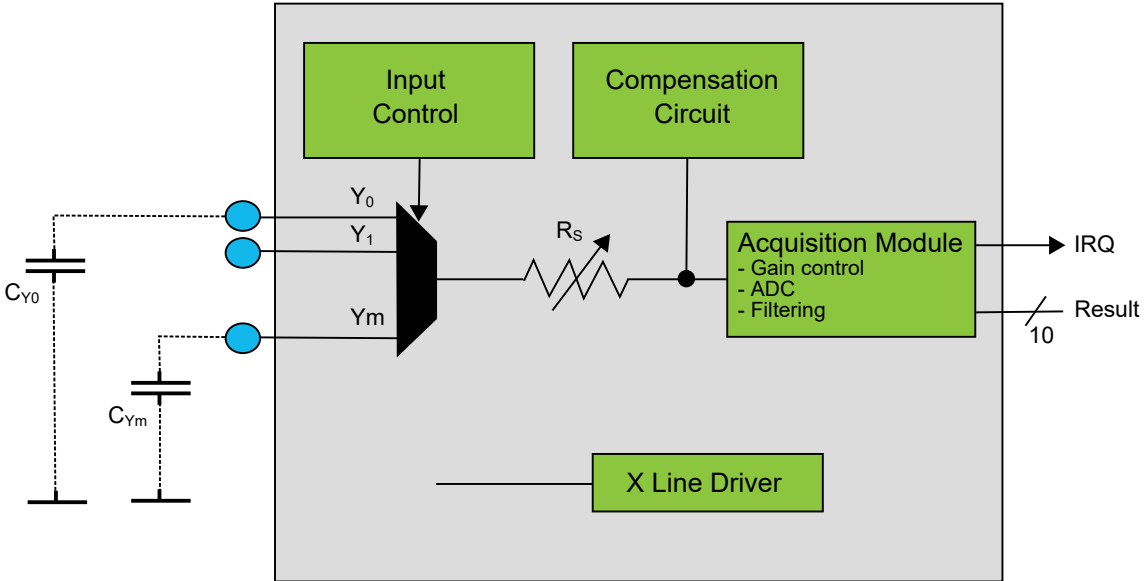 Input
Control
Compensation
Circuit
Y0
Y1
Ym
RS
Acquisition Module
- Gain control
- ADC
- Filtering
IRQ
Result
10
CY0
CYm
X Line Driver